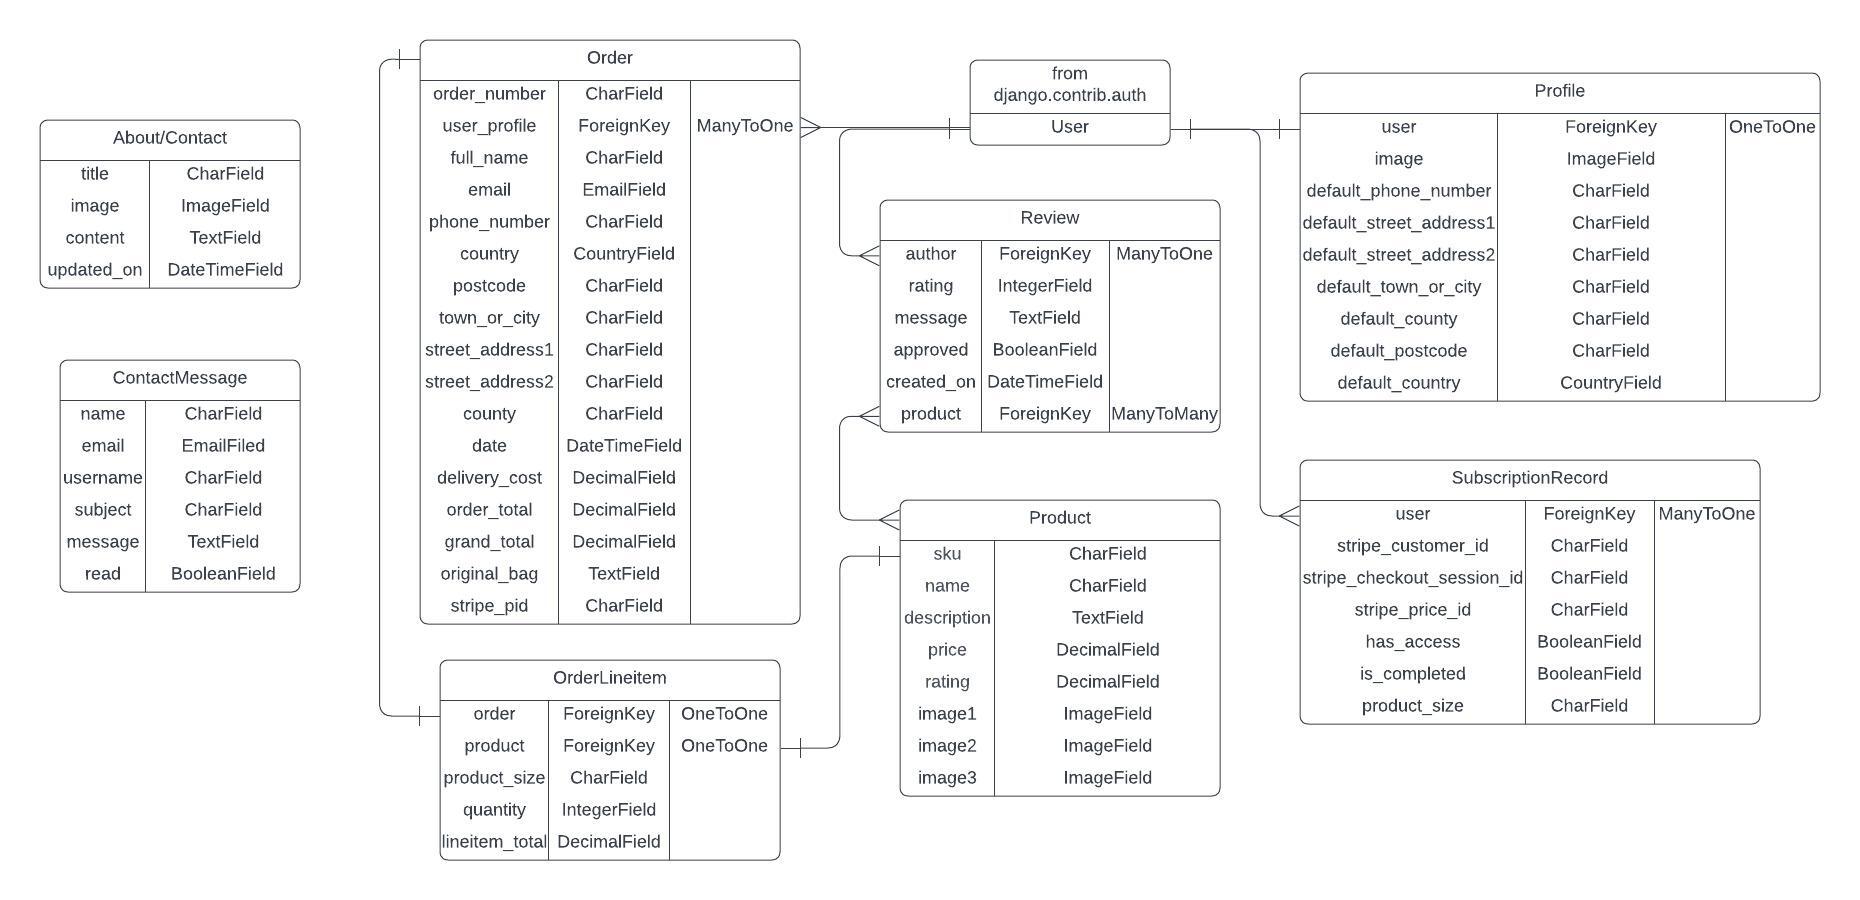 About/Contact
title CharField
image ImageField
content TextField
updated_on DateTimeField
ContactMessage
name CharField
email EmailFiled
username CharField
subject CharField
message TextField
read BooleanField
Order
order_number CharField
user_profile ForeignKey ManyToOne
full_name CharField
email EmailField
phone_number CharField
country CountryField
postcode CharField
town_or_city CharField
street_address1 CharField
street_address2 CharField
county CharField
date DateTimeField
delivery_cost DecimalField
order_total DecimalField
grand_total DecimalField
original_bag TextField
stripe_pid CharField
OrderLineitem
order ForeignKey OneToOne
product ForeignKey OneToOne
product_size CharField
quantity IntegerField
lineitem_total DecimalField
from
django.contrib.auth
User
Review
author ForeignKey ManyToOne
rating IntegerField
message TextField
approved BooleanField
created_on DateTimeField
product ForeignKey ManyToMany
Product
sku CharField
name CharField
description TextField
price DecimalField
rating DecimalField
image1 ImageField
image2 ImageField
image3 ImageField
Profile
user ForeignKey OneToOne
image ImageField
default_phone_number CharField
default_street_address1 CharField
default_street_address2 CharField
default_town_or_city CharField
default_county CharField
default_postcode CharField
default_country CountryField
SubscriptionRecord
user ForeignKey ManyToOne
stripe_customer_id CharField
stripe_checkout_session_id CharField
stripe_price_id CharField
has_access BooleanField
is_completed BooleanField
product_size CharField